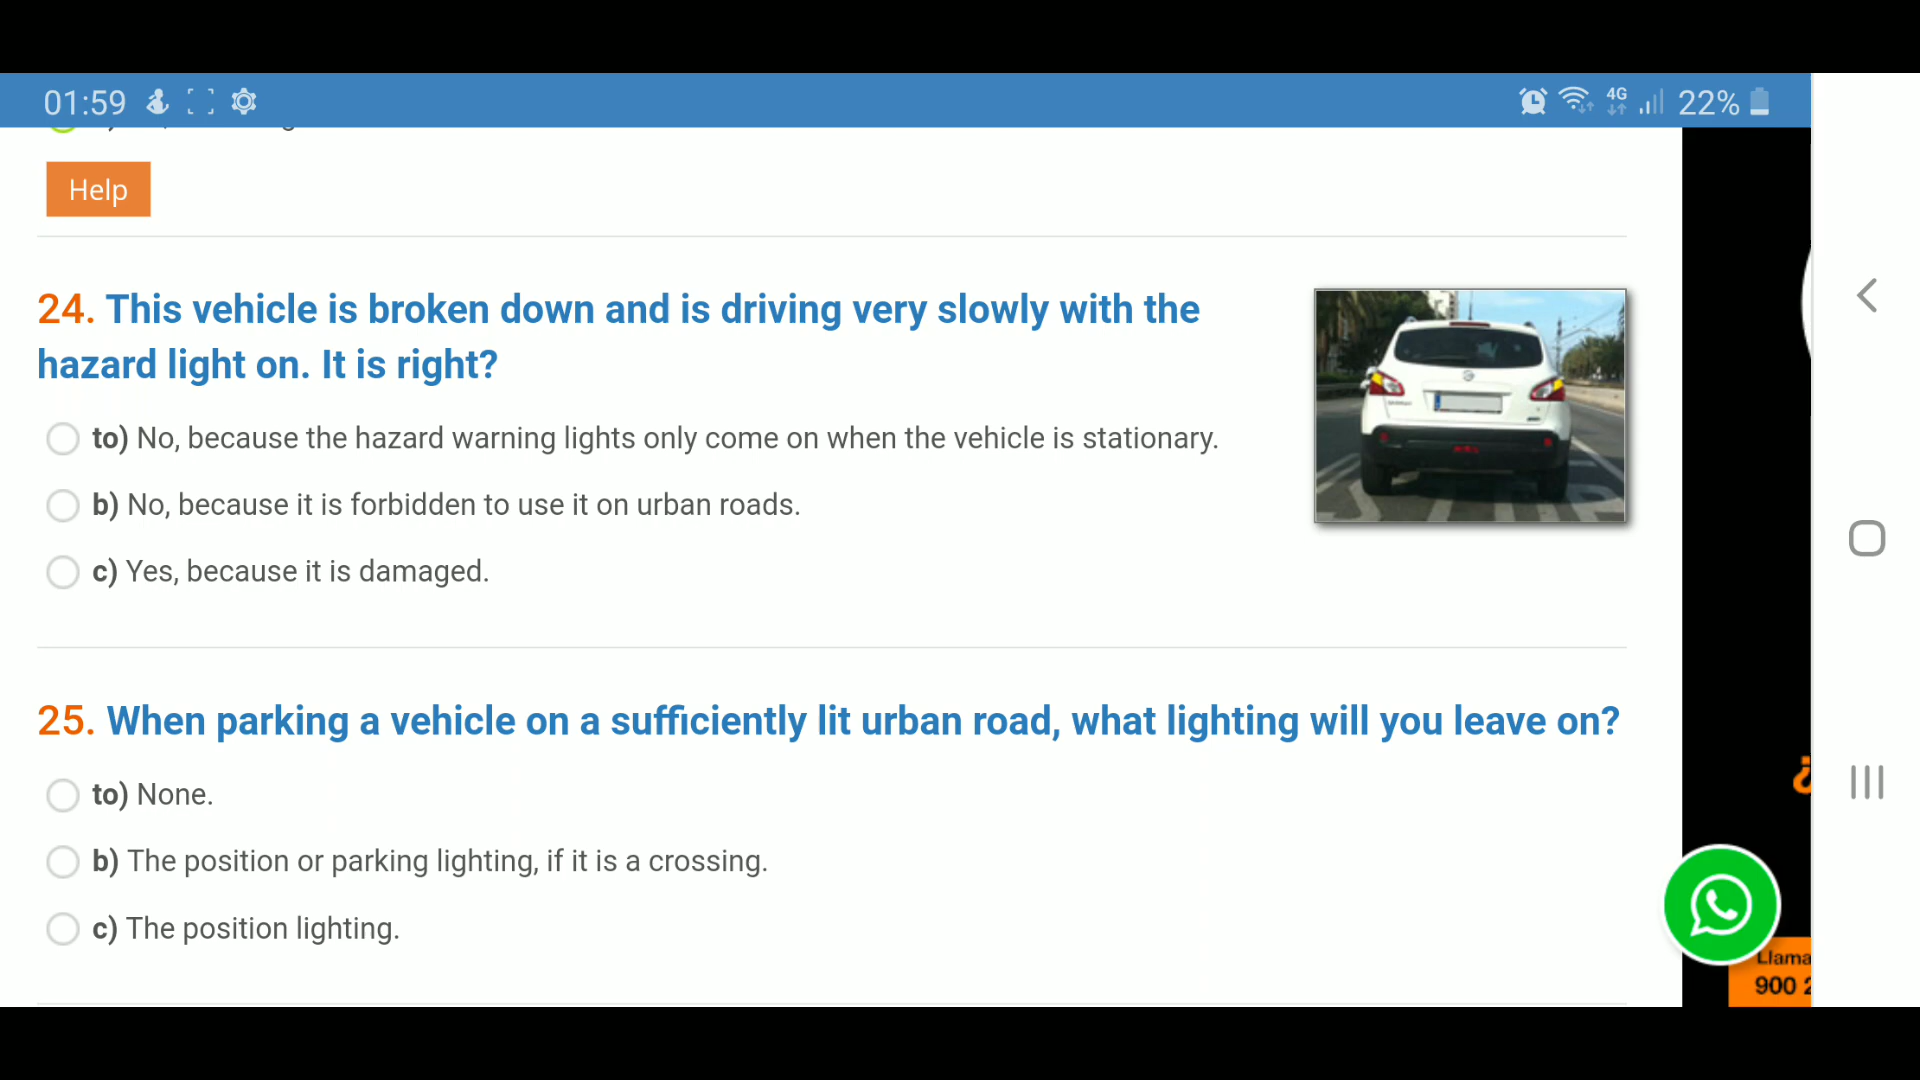 01:59
4G
22%
Help
24. This vehicle is broken down and is driving very slowly with the
hazard light on. It is right?
to) No, because the hazard warning lights only come on when the vehicle is stationary.
b) No, because it is forbidden to use it on urban roads.
c) Yes, because it is damaged.
25. When parking a vehicle on a sufficiently lit urban road, what lighting will you leave on?
to) None.
b) The position or parking lighting, if it is a crossing.
c) The position lighting.
¿
Llama
900